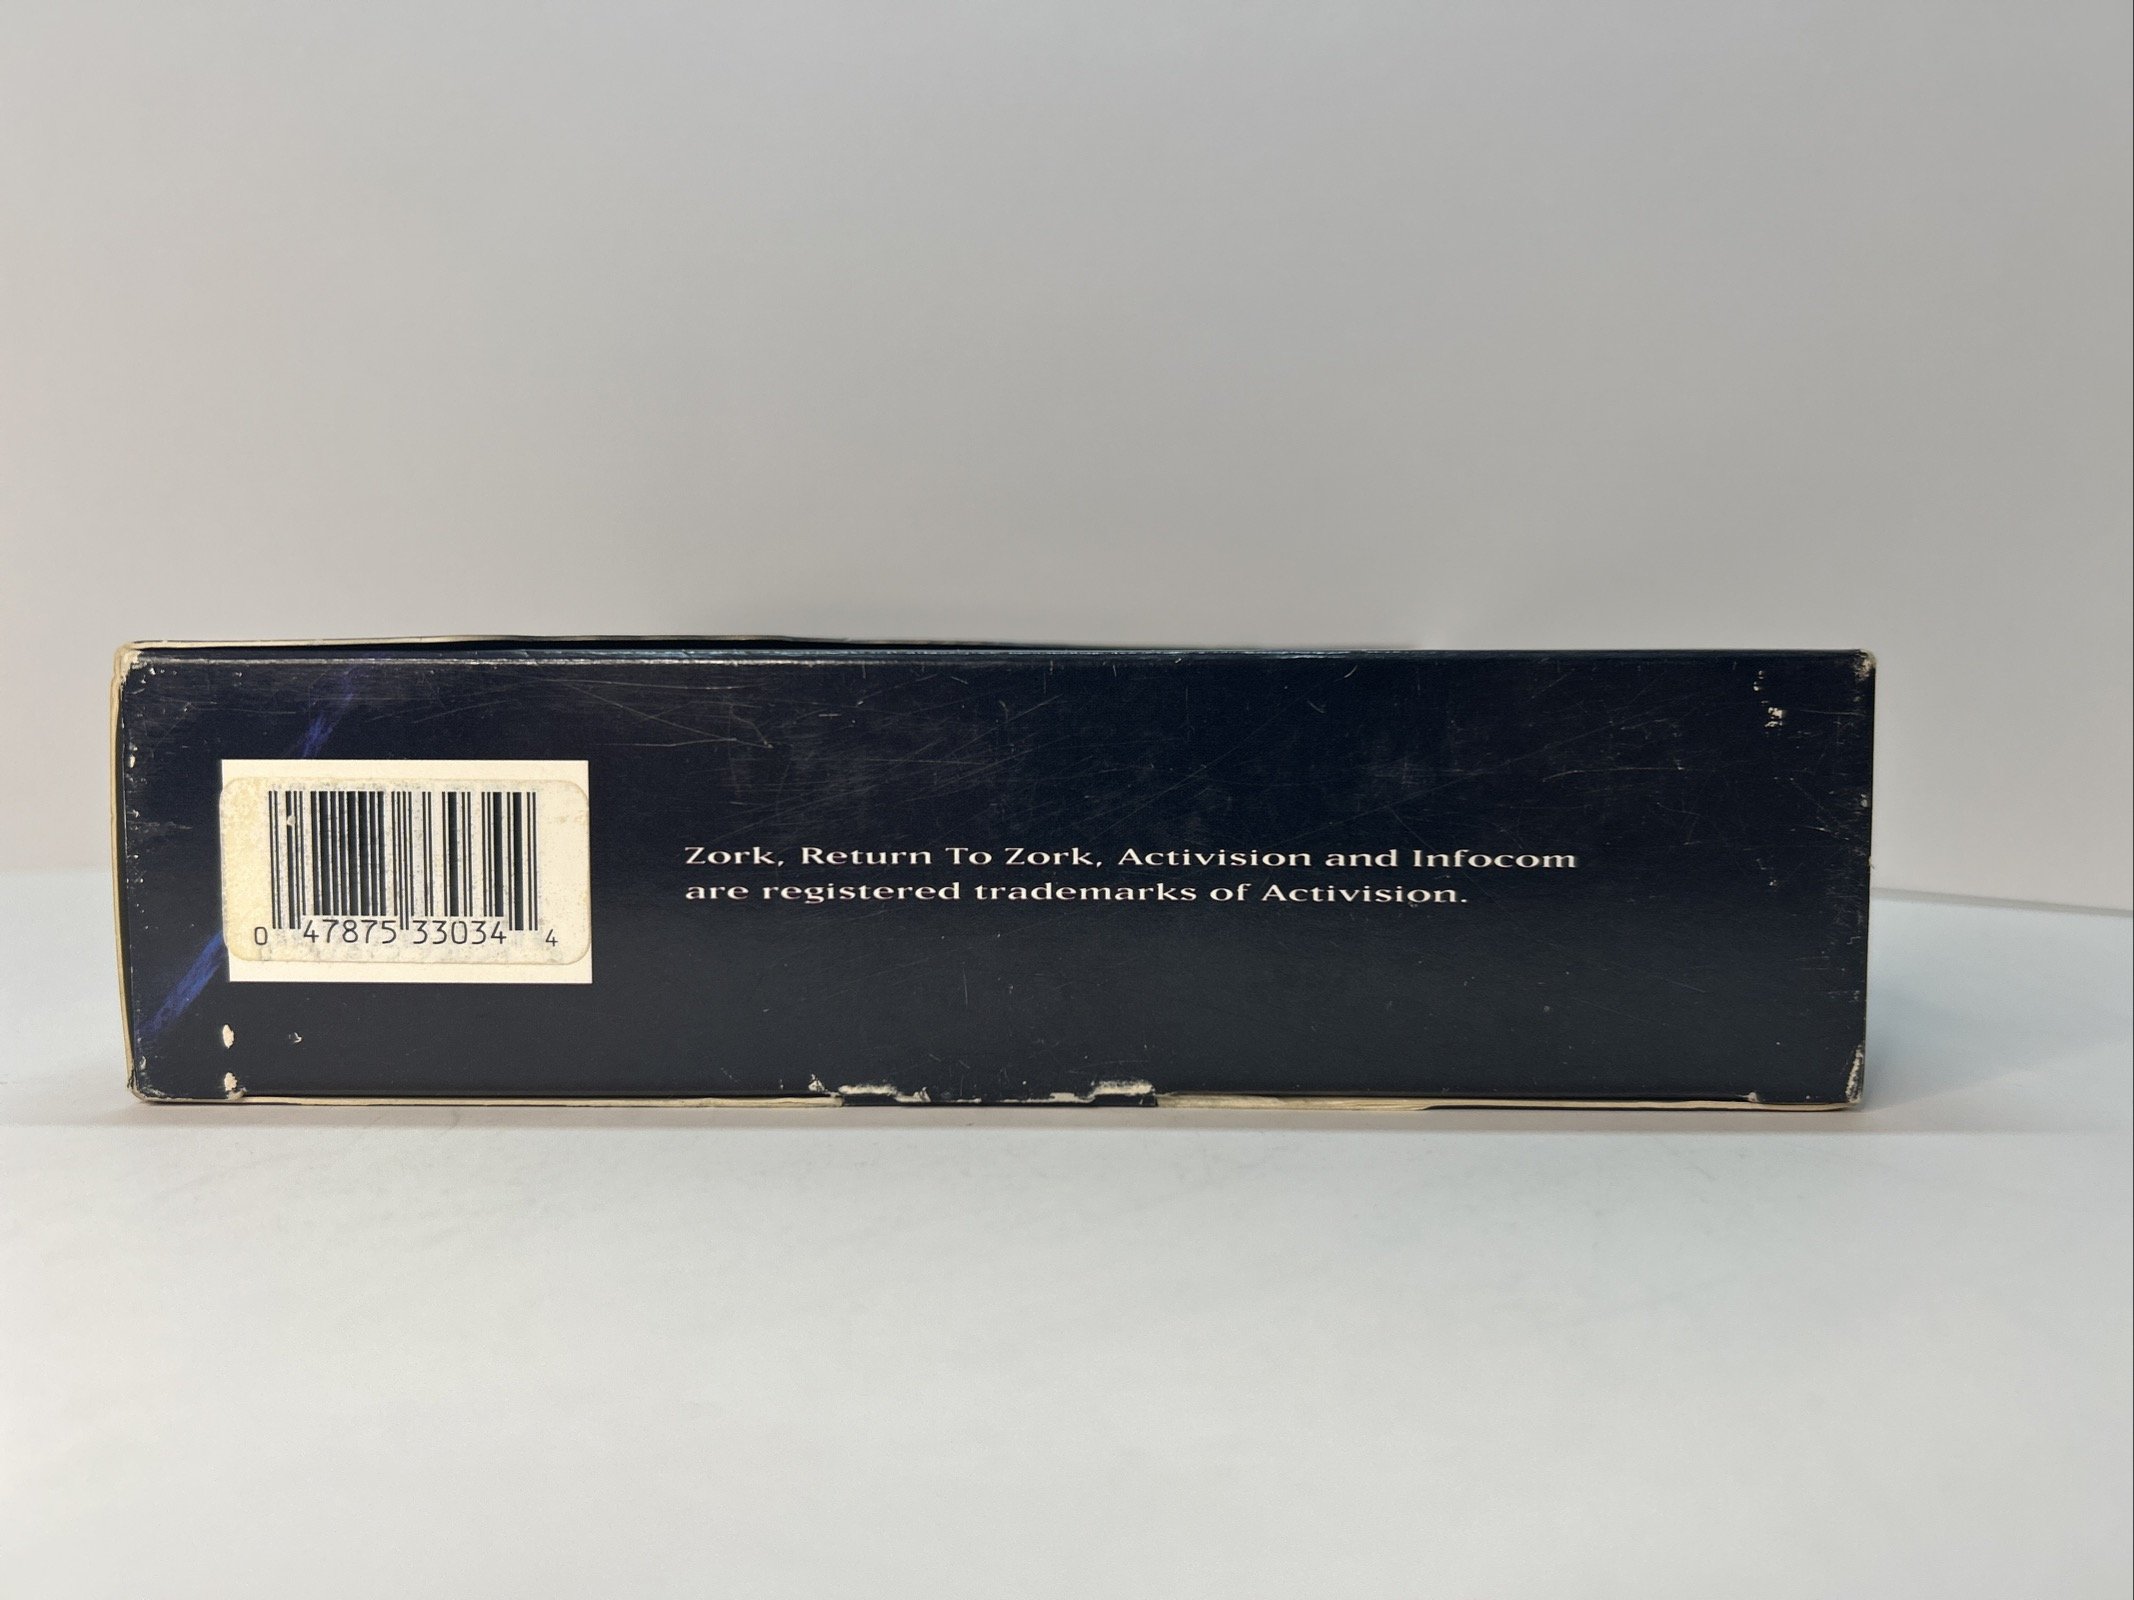 0 47875 33034 4
Zork, Return To Zork, Activision and Infocom
are registered trademarks of Activision.